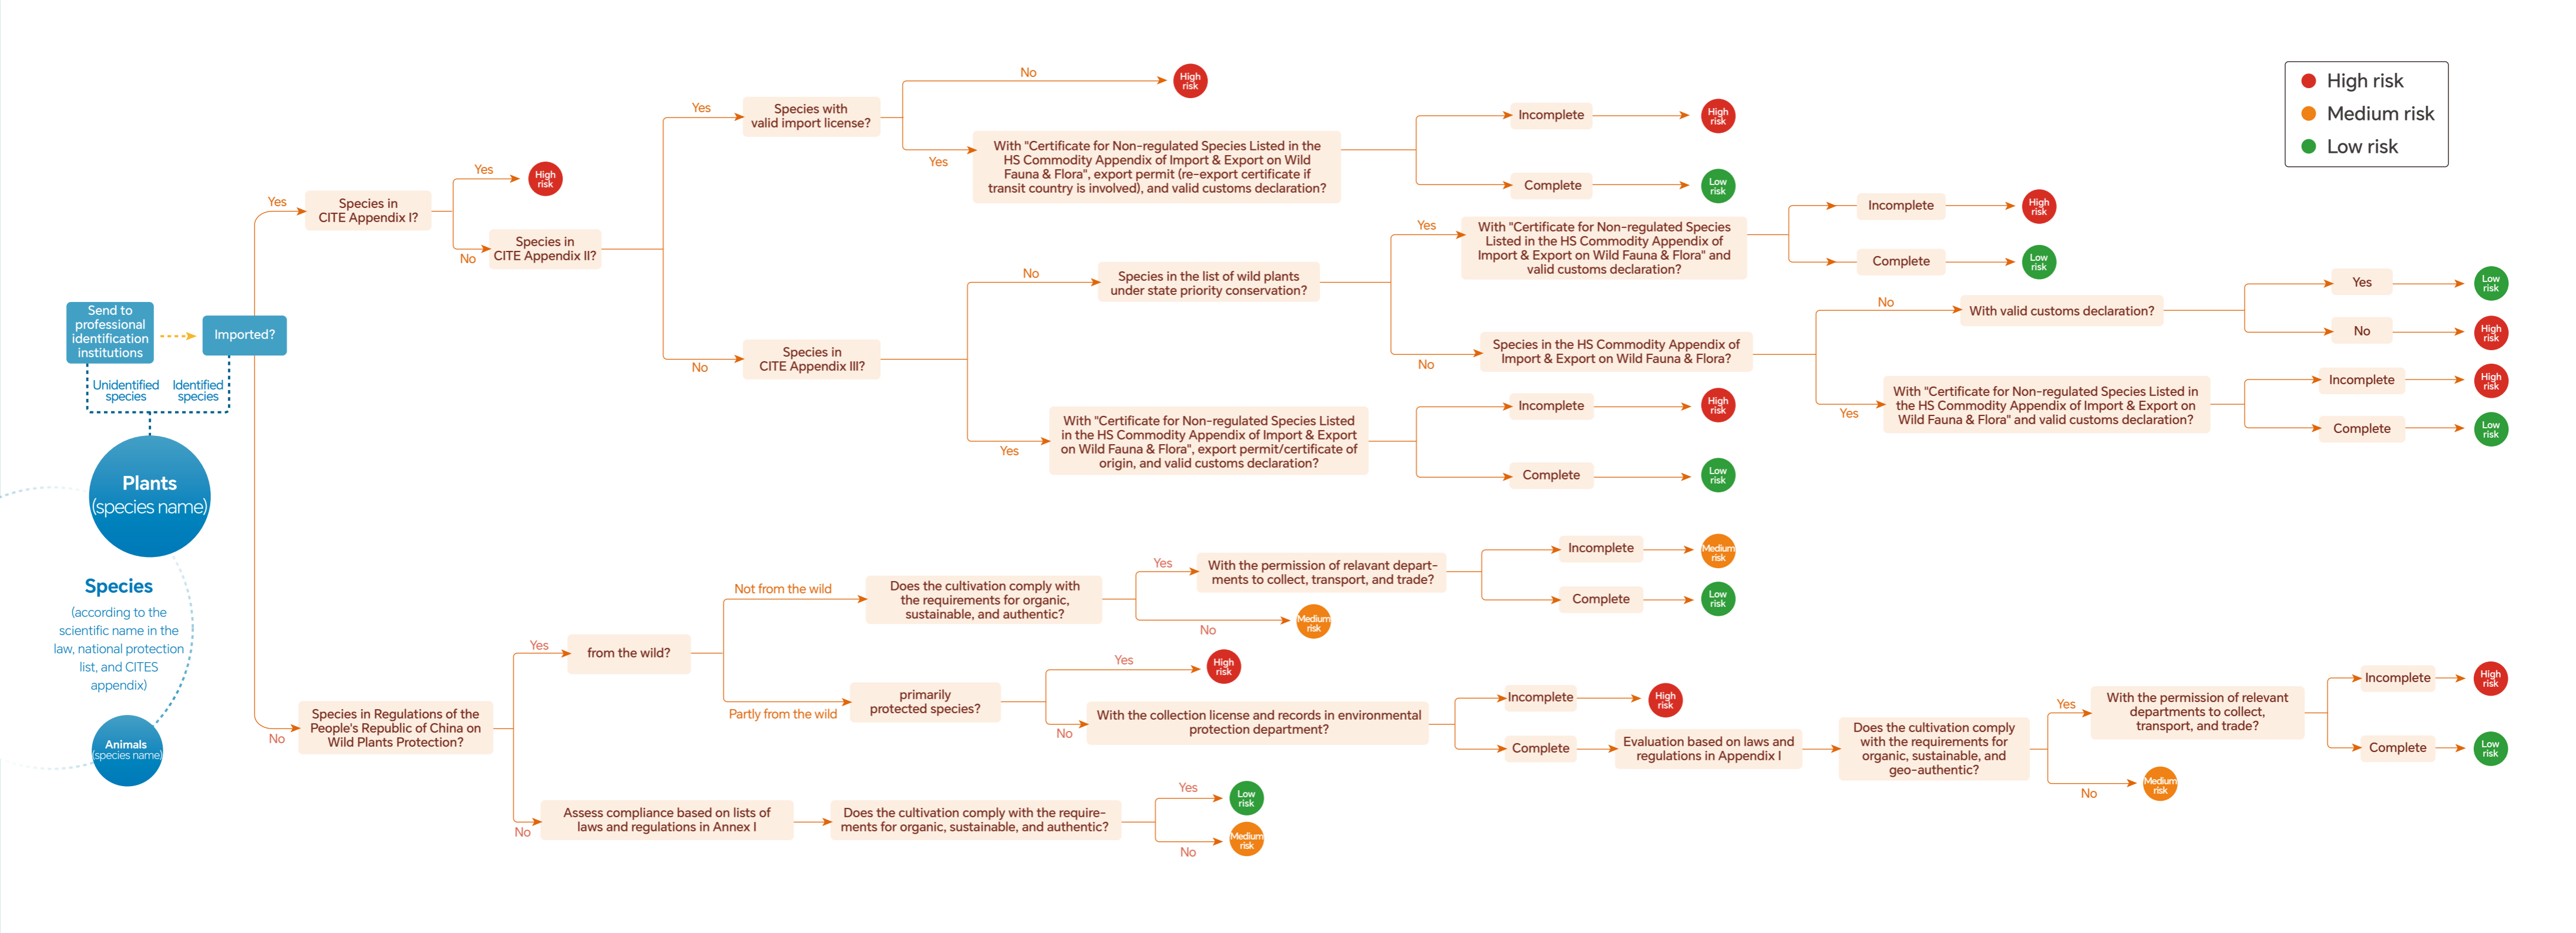 High risk
Medium risk
Low risk
Send to
professional
identification
institutions
Imported?
Unidentified
species
Identified
species
Plants
(species name)
Species
(according to the
scientific name in the
law, national protection
list, and CITES
appendix)
Animals
(species name)
Yes
Species in
CITE Appendix I?
Yes
High
risk
No
Species in
CITE Appendix II?
Yes
Species with
valid import license?
No
High
risk
Yes
With "Certificate for Non-regulated Species Listed in the
HS Commodity Appendix of Import & Export on Wild
Fauna & Flora", export permit (re-export certificate if
transit country is involved), and valid customs declaration?
Incomplete
High
risk
Complete
Low
risk
No
Species in
CITE Appendix III?
No
Species in the list of wild plants
under state priority conservation?
Yes
With "Certificate for Non-regulated Species
Listed in the HS Commodity Appendix of
Import & Export on Wild Fauna & Flora" and
valid customs declaration?
Incomplete
High
risk
Complete
Low
risk
No
Species in the HS Commodity Appendix of
Import & Export on Wild Fauna & Flora?
No
With valid customs declaration?
Yes
Low
risk
No
High
risk
Yes
With "Certificate for Non-regulated Species Listed in
the HS Commodity Appendix of Import & Export on
Wild Fauna & Flora" and valid customs declaration?
Incomplete
High
risk
Complete
Low
risk
Yes
With "Certificate for Non-regulated Species Listed
in the HS Commodity Appendix of Import & Export
on Wild Fauna & Flora", export permit/certificate of
origin, and valid customs declaration?
Incomplete
High
risk
Complete
Low
risk
No
Species in Regulations of the
People's Republic of China on
Wild Plants Protection?
Yes
from the wild?
Not from the wild
Does the cultivation comply with
the requirements for organic,
sustainable, and authentic?
Yes
With the permission of relavant depart-
ments to collect, transport, and trade?
Incomplete
Medium
risk
Complete
Low
risk
No
Medium
risk
Partly from the wild
primarily
protected species?
Yes
High
risk
No
With the collection license and records in environmental
protection department?
Incomplete
High
risk
Complete
Evaluation based on laws and
regulations in Appendix I
Does the cultivation comply
with the requirements for
organic, sustainable, and
geo-authentic?
Yes
With the permission of relevant
departments to collect,
transport, and trade?
Incomplete
High
risk
Complete
Low
risk
No
Medium
risk
No
Assess compliance based on lists of
laws and regulations in Annex I
Does the cultivation comply with the require-
ments for organic, sustainable, and authentic?
Yes
Low
risk
No
Medium
risk